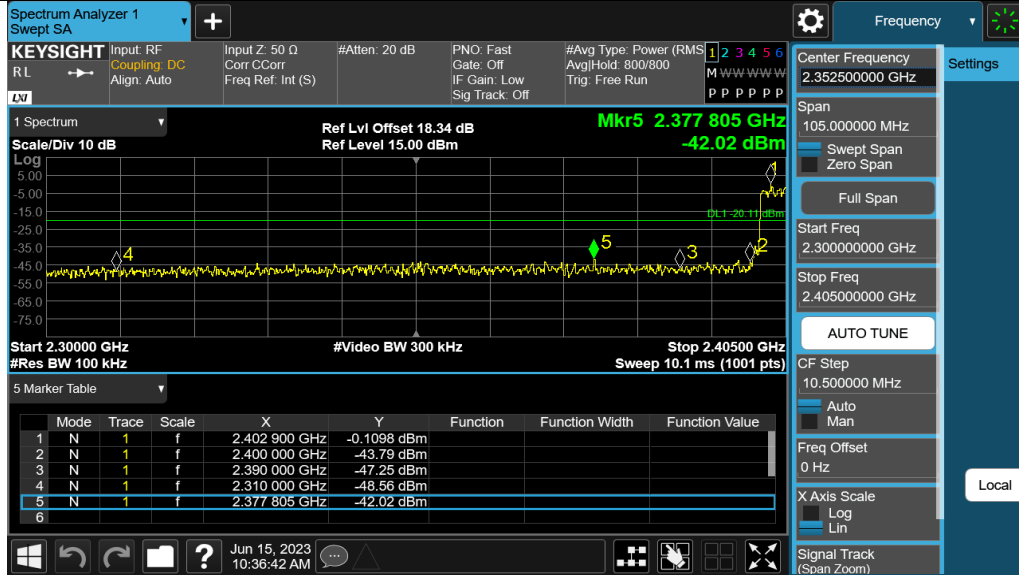 Spectrum Analyzer 1
Swept SA
+
Frequency
KEYSIGHT
R L
LXI
Input: RF
Coupling: DC
Align: Auto
Input Z: 50 Ω
Corr CCorr
Freq Ref: Int (S)
#Atten: 20 dB
PNO: Fast
Gate: Off
IF Gain: Low
Sig Track: Off
#Avg Type: Power (RMS
Avg|Hold: 800/800
Trig: Free Run
1 2 3 4 5 6
M W W W W W
P P P P P P
1 Spectrum
Scale/Div 10 dB
Ref Lvl Offset 18.34 dB
Ref Level 15.00 dBm
Mkr5 2.377 805 GHz
-42.02 dBm
Log
5.00
-5.00
-15.0
-25.0
-35.0
-45.0
-55.0
-65.0
-75.0
DL1 -20.11 dBm
1
2
3
4
5
Start 2.30000 GHz
#Res BW 100 kHz
#Video BW 300 kHz
Stop 2.40500 GHz
Sweep 10.1 ms (1001 pts)
5 Marker Table
Mode Trace Scale X Y Function Function Width Function Value
1 N 1 f 2.402 900 GHz -0.1098 dBm
2 N 1 f 2.400 000 GHz -43.79 dBm
3 N 1 f 2.390 000 GHz -47.25 dBm
4 N 1 f 2.310 000 GHz -48.56 dBm
5 N 1 f 2.377 805 GHz -42.02 dBm
6
?
Jun 15, 2023
10:36:42 AM
Center Frequency
2.352500000 GHz
Span
105.000000 MHz
Swept Span
Zero Span
Full Span
Start Freq
2.300000000 GHz
Stop Freq
2.405000000 GHz
AUTO TUNE
CF Step
10.500000 MHz
Auto
Man
Freq Offset
0 Hz
X Axis Scale
Log
Lin
Signal Track
(Span Zoom)
Settings
Local